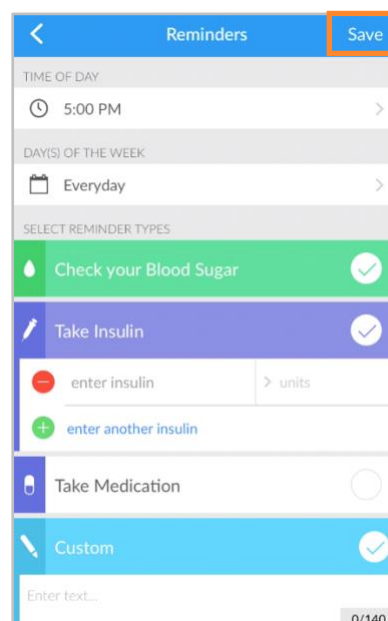 Reminders Save
TIME OF DAY
5:00 PM
DAY(S) OF THE WEEK
Everyday
SELECT REMINDER TYPES
Check your Blood Sugar
Take Insulin
enter insulin > units
enter another insulin
Take Medication
Custom
Enter text...
0/140